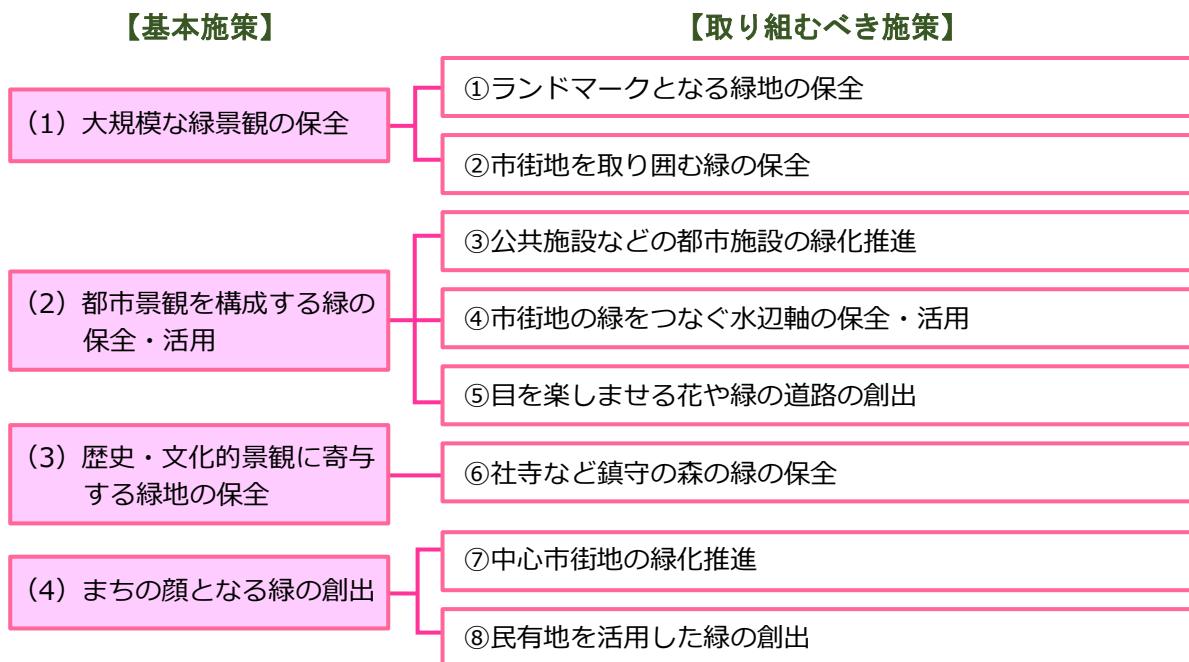 【基本施策】
【取り組むべき施策】
（1）大規模な緑景観の保全
①ランドマークとなる緑地の保全
②市街地を取り囲む緑の保全
（2）都市景観を構成する緑の
保全・活用
③公共施設などの都市施設の緑化推進
④市街地の緑をつなぐ水辺軸の保全・活用
⑤目を楽しませる花や緑の道路の創出
（3）歴史・文化的景観に寄与
する緑地の保全
⑥社寺など鎮守の森の緑の保全
（4）まちの顔となる緑の創出
⑦中心市街地の緑化推進
⑧民有地を活用した緑の創出